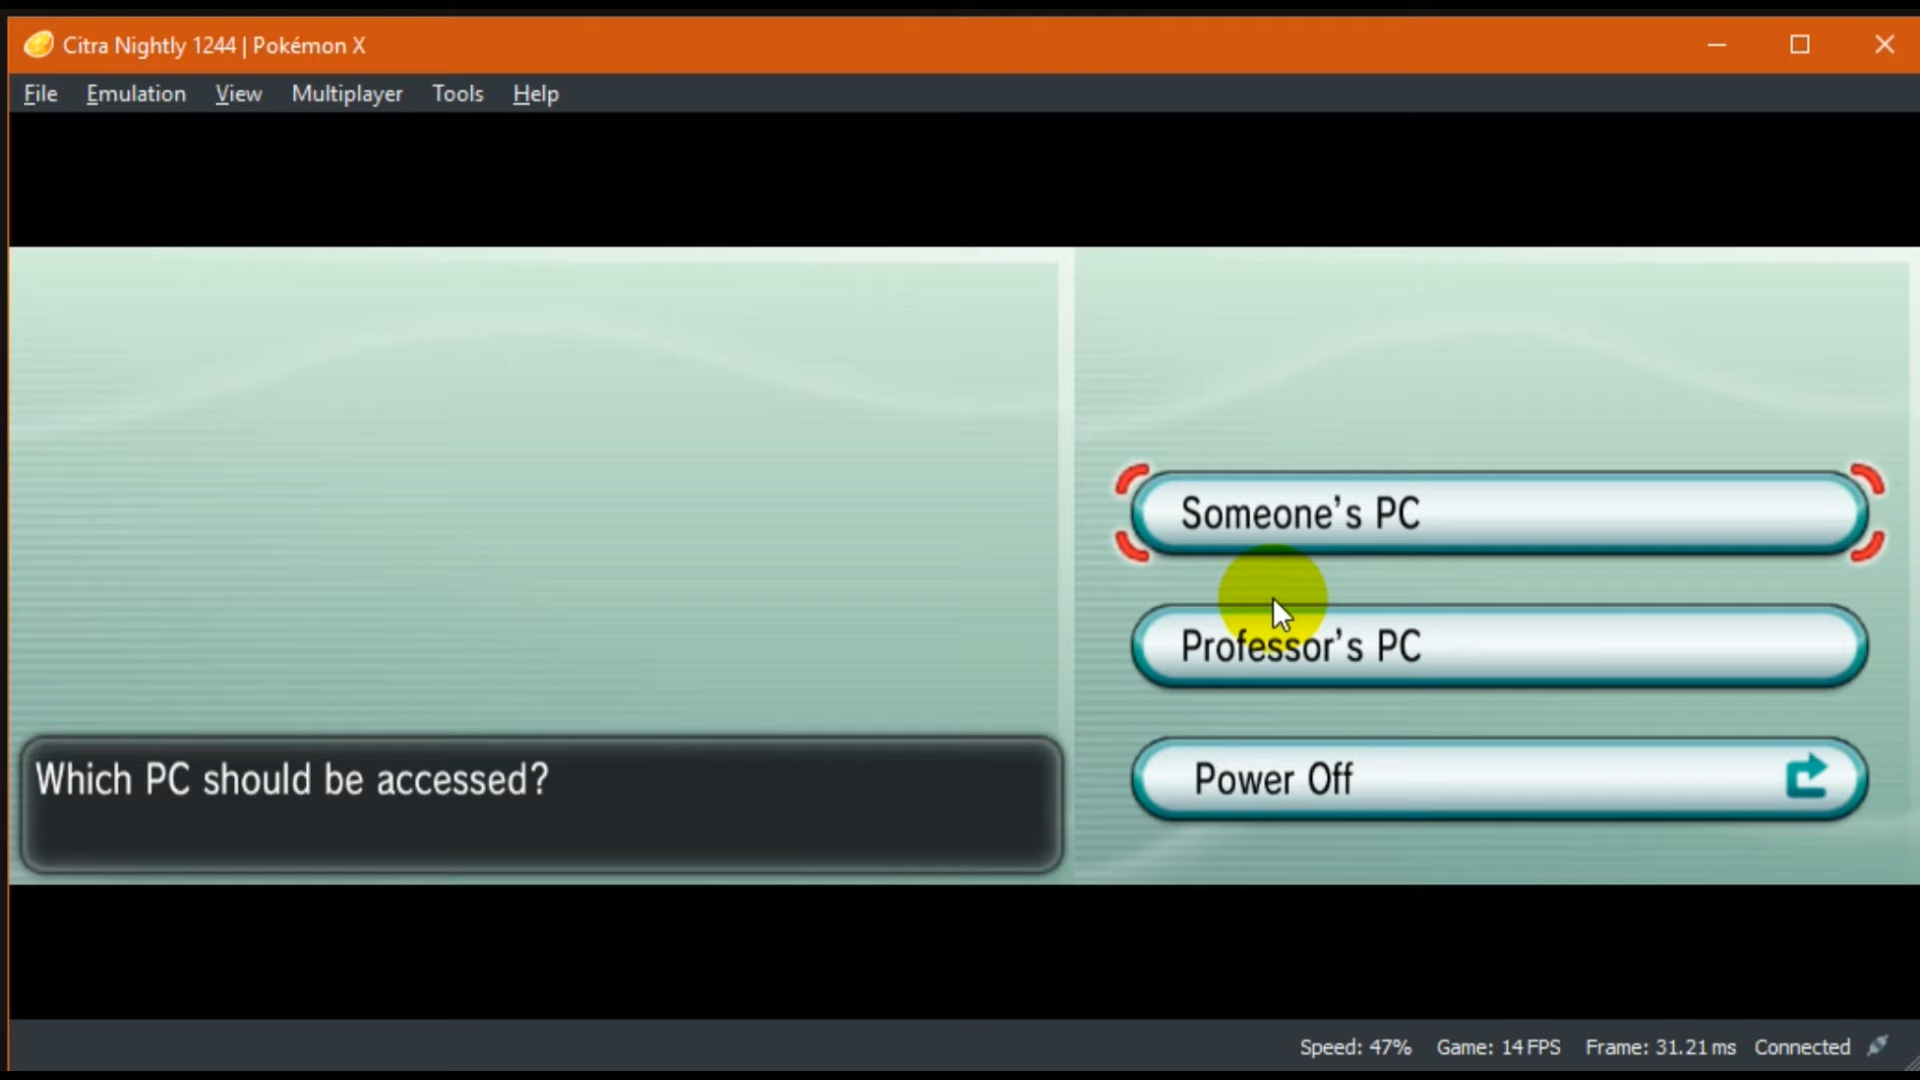 Citra Nightly 1244 | Pokémon X
File Emulation View Multiplayer Tools Help
Someone's PC
Professor's PC
Which PC should be accessed?
Power Off
Speed: 47% Game: 14 FPS Frame: 31.21 ms Connected